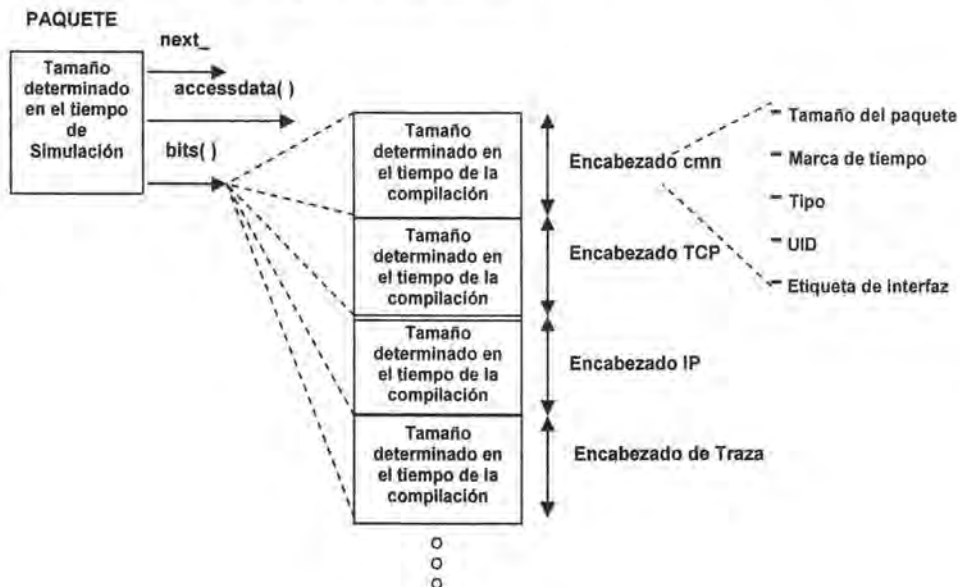 PAQUETE
next_
Tamaño
determinado
en el tiempo
de
Simulación
accessdata( )
bits( )
Tamaño
determinado en
el tiempo de la
compilación
Encabezado cmn
Tamaño
determinado en
el tiempo de la
compilación
Encabezado TCP
Tamaño
determinado en
el tiempo de la
compilación
Encabezado IP
Tamaño
determinado en
el tiempo de la
compilación
Encabezado de Traza
- Tamaño del paquete
- Marca de tiempo
- Tipo
- UID
- Etiqueta de interfaz